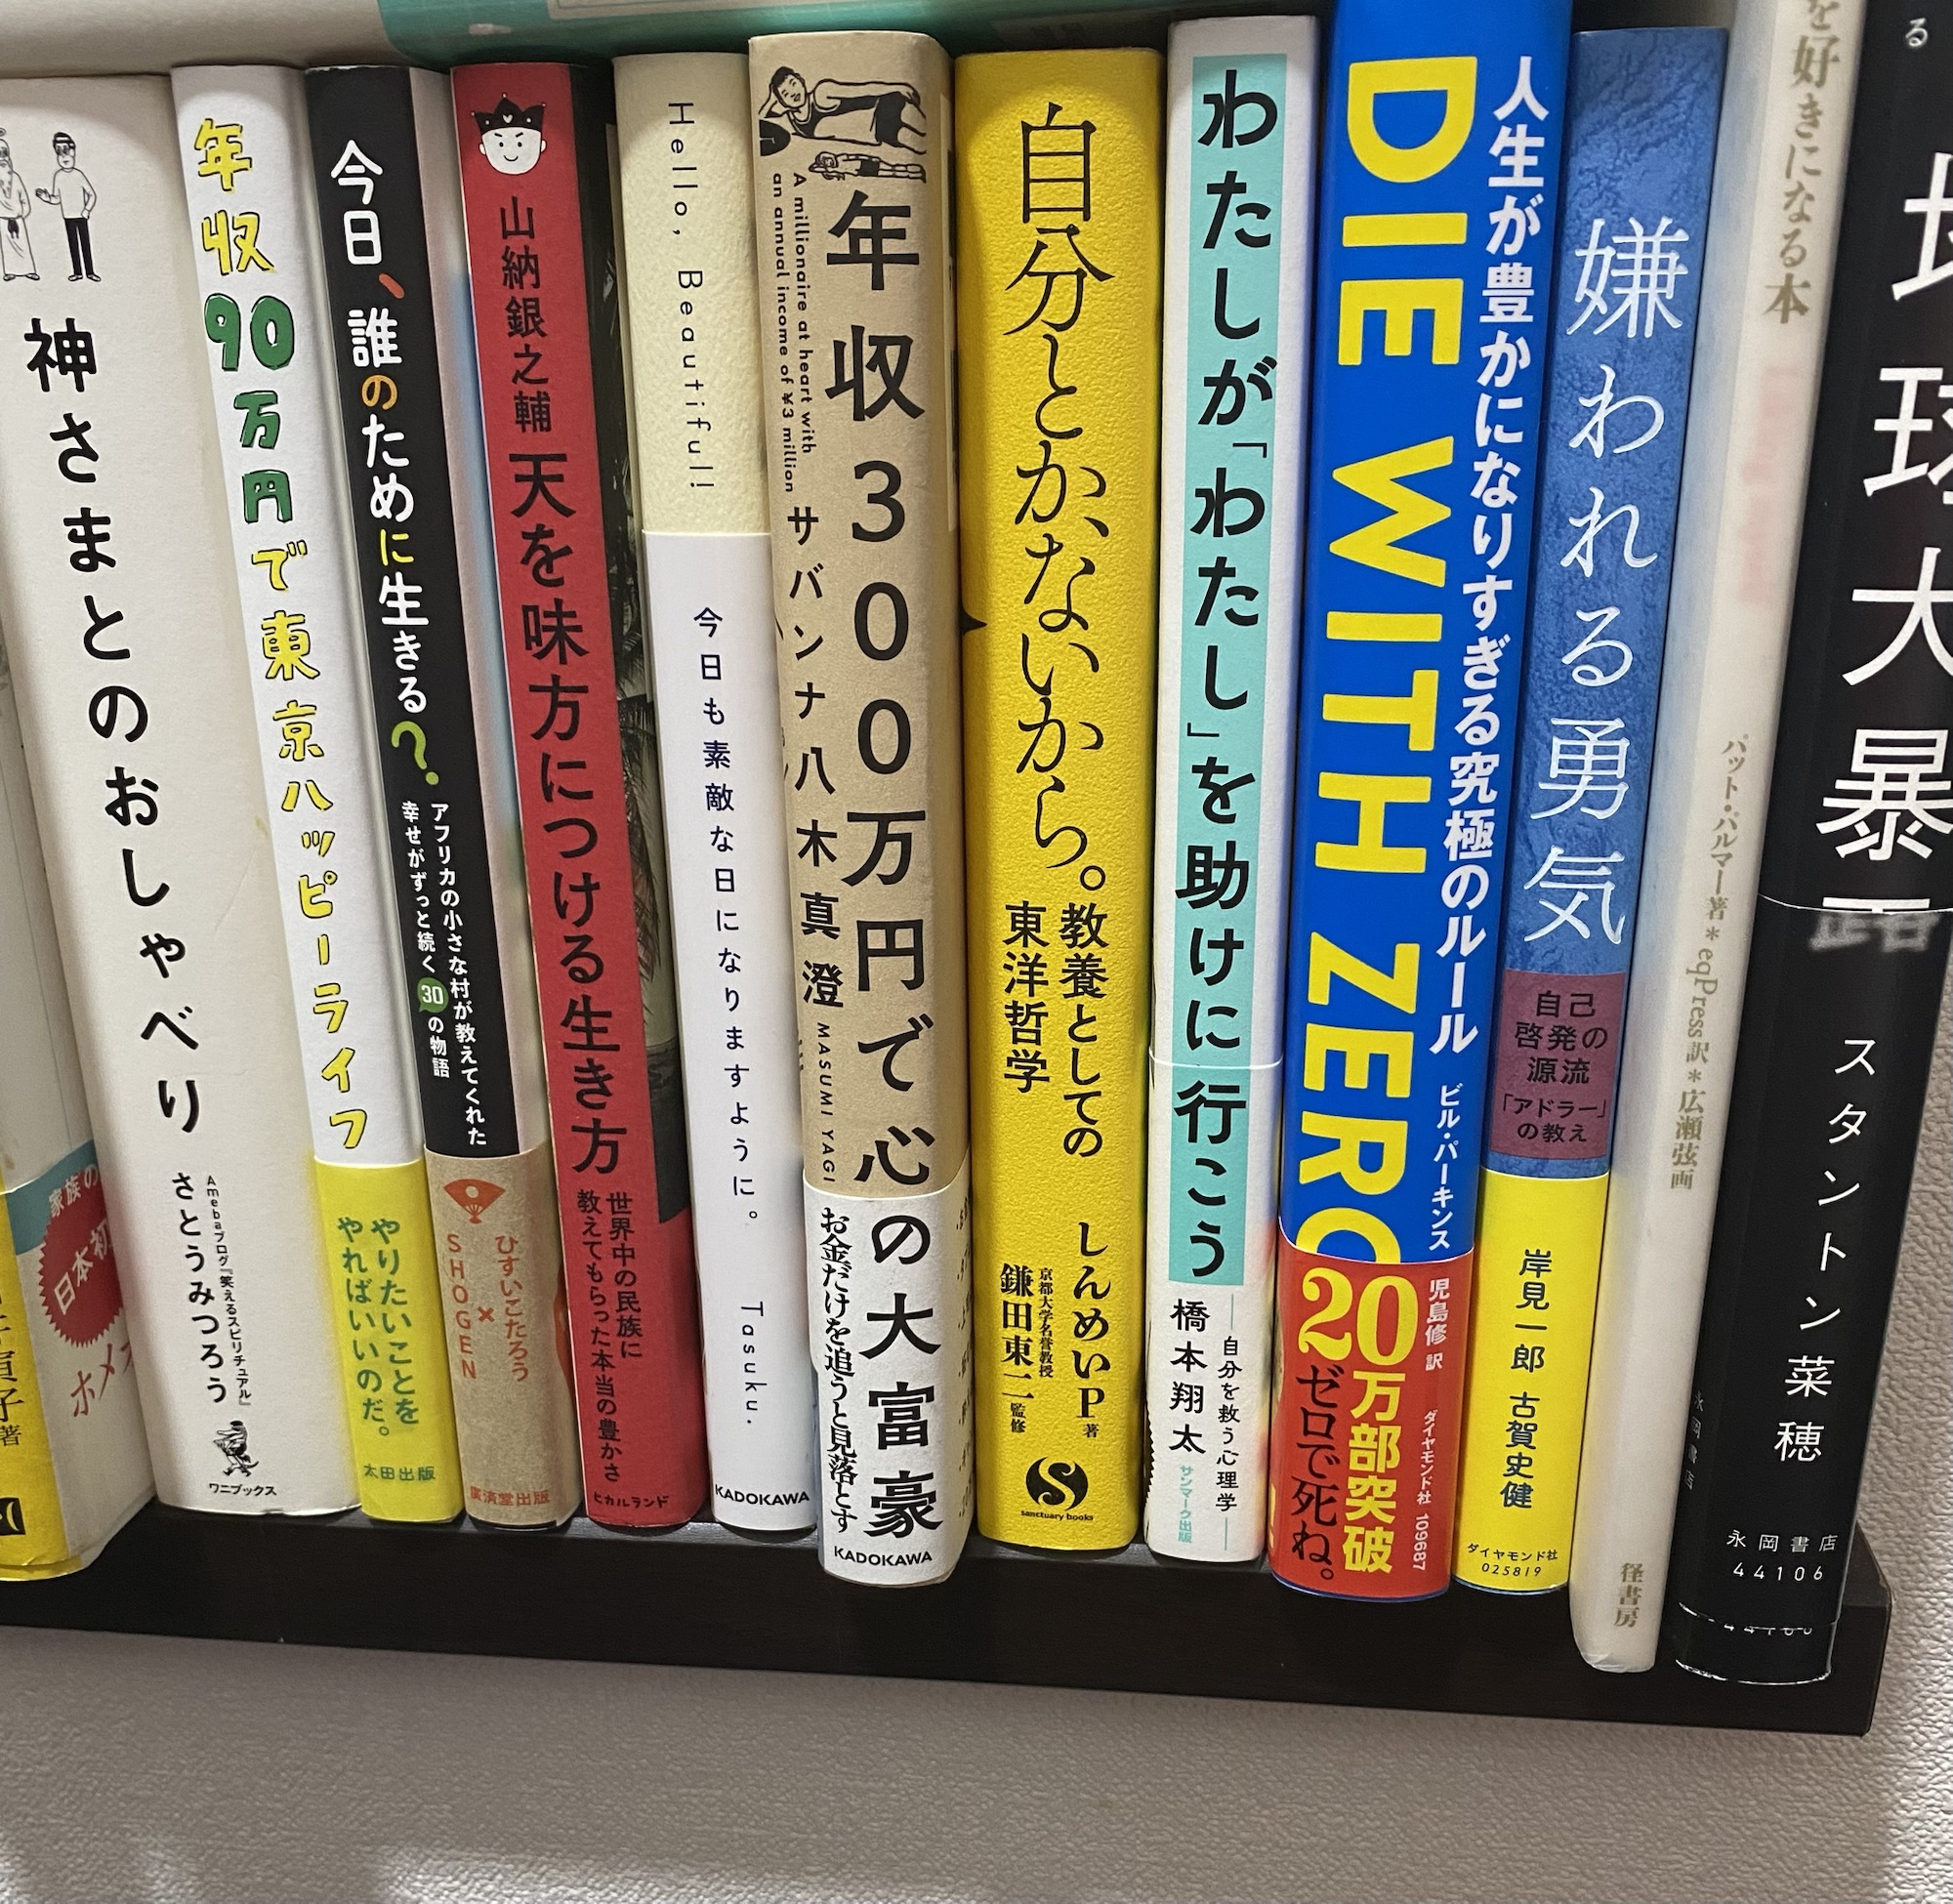 家族の
日本初
著
神さまとのおしゃべり
Amebaブログ『笑えるスピリチュアル』
さとうみつろう
ワニブックス
年収90万円で東京ハッピーライフ
やりたいことを
やればいいのだ。
太田出版
今日、誰のために生きる?
アフリカの小さな村が教えてくれた
幸せがずっと続く30の物語
ひすいこたろう
×
SHOGEN
廣済堂出版
山納銀之輔
天を味方につける生き方
世界中の民族に
教えてもらった本当の豊かさ
ヒカルランド
Hello, Beautiful!
今日も素敵な日になりますように。
Tasuku.
KADOKAWA
A millionaire at heart with
an annual income of ¥3 million
年収300万円で心の大富豪
サバンナ八木真澄
MASUMI YAGI
お金だけを追うと見落とす
KADOKAWA
自分とか、ないから。
教養としての
東洋哲学
しんめいP 著
京都大学名誉教授
鎌田東二 監修
sanctuary books
わたしが「わたし」を助けに行こう
―自分を救う心理学―
橋本翔太
サンマーク出版
人生が豊かになりすぎる究極のルール
DIE WITH ZERO
ビル・パーキンス
児島修 訳
20万部突破
ゼロで死ね。
ダイヤモンド社 109687
嫌われる勇気
自己
啓発の
源流
「アドラー」
の教え
岸見一郎 古賀史健
ダイヤモンド社
025819
を好きになる本
パット・パルマー著*eqPress訳*広瀬弦画
径書房
る
地球大暴露
スタントン菜穂
永岡書店
44106